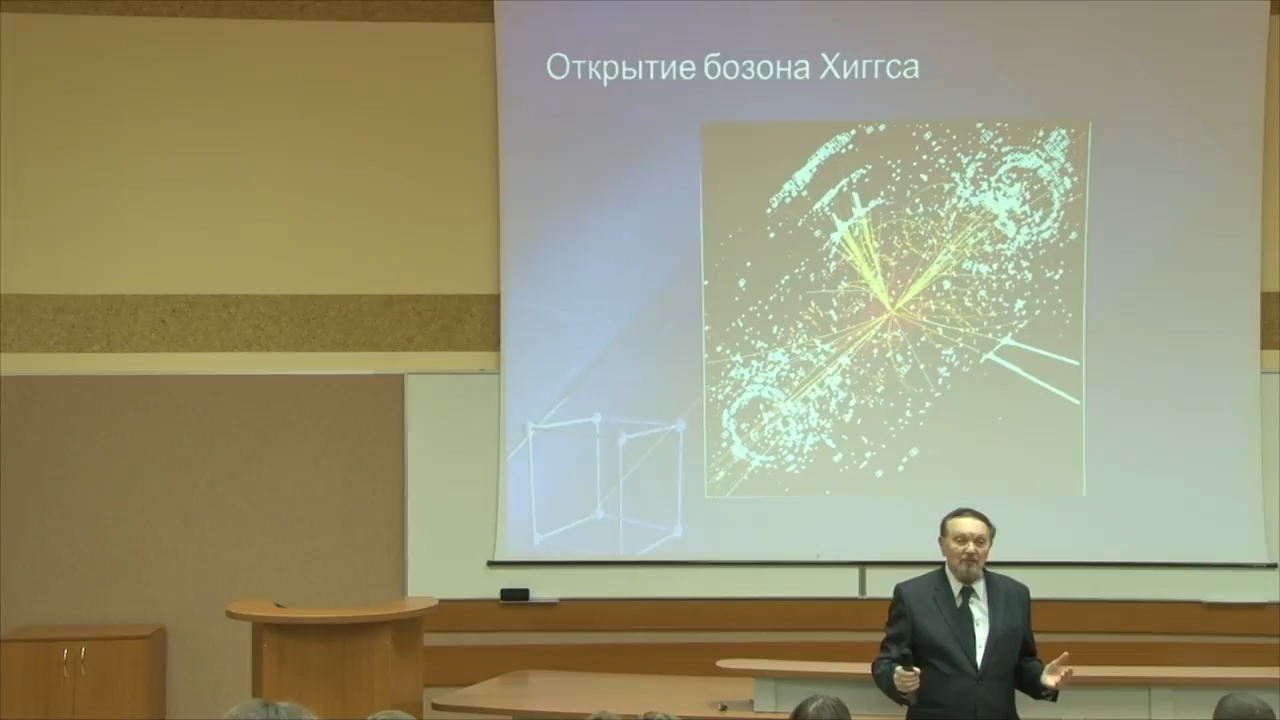 Открытие бозона Хиггса